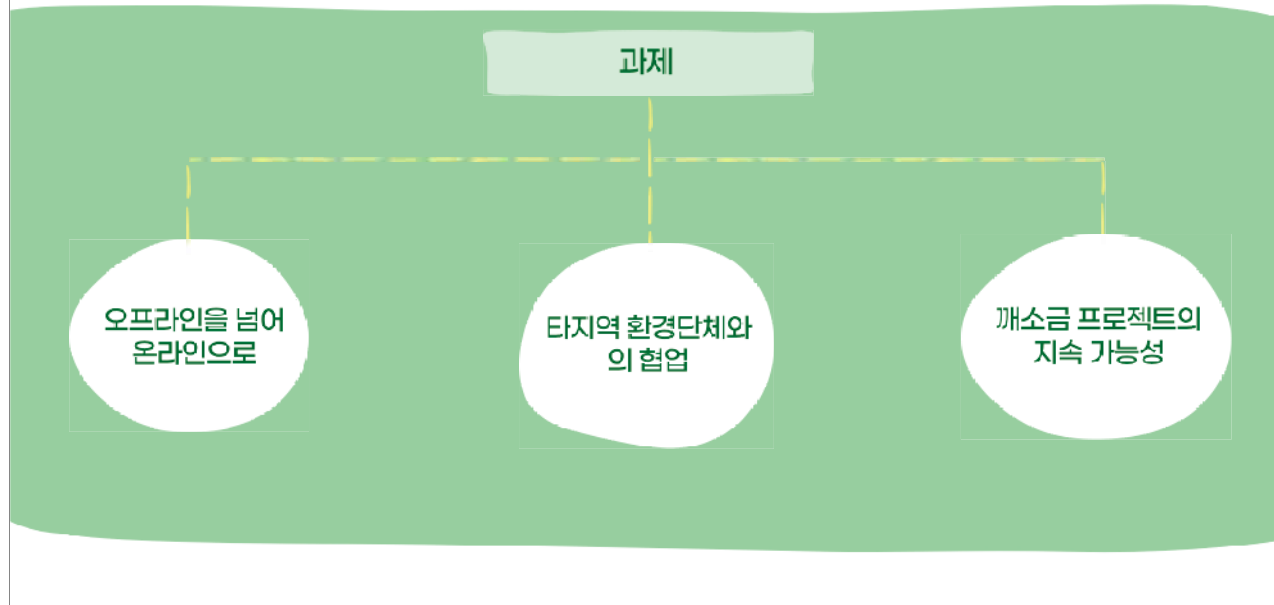 과제
오프라인을 넘어
온라인으로
타지역 환경단체와
의 협업
깨소금 프로젝트의
지속 가능성